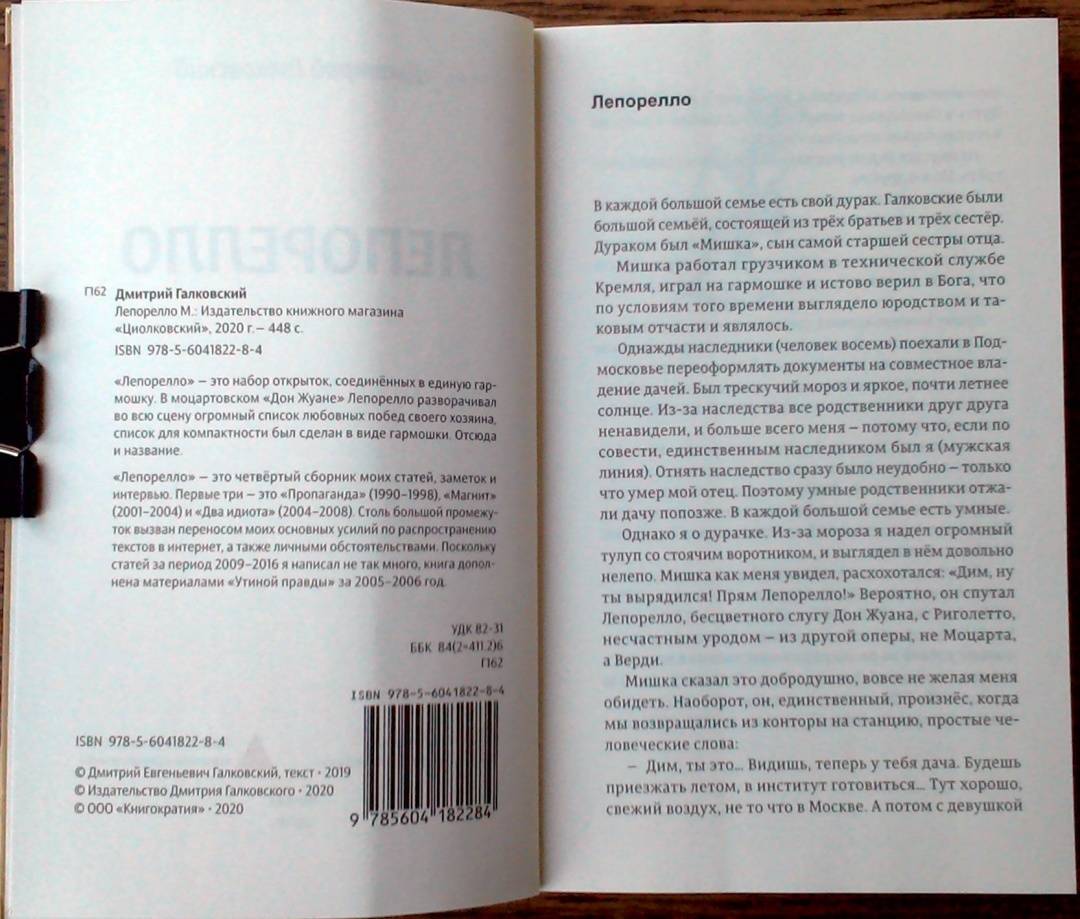 П62 Дмитрий Галковский
Лепорелло М.: Издательство книжного магазина
«Циолковский», 2020 г. – 448 с.
ISBN 978-5-6041822-8-4
«Лепорелло» – это набор открыток, соединённых в единую гар-
мошку. В моцартовском «Дон Жуане» Лепорелло разворачивал
во всю сцену огромный список любовных побед своего хозяина,
список для компактности был сделан в виде гармошки. Отсюда
и название.
«Лепорелло» – это четвёртый сборник моих статей, заметок и
интервью. Первые три – это «Пропаганда» (1990–1998), «Магнит»
(2001–2004) и «Два идиота» (2004–2008). Столь большой промежу-
ток вызван переносом моих основных усилий по распространению
текстов в интернет, а также личными обстоятельствами. Поскольку
статей за период 2009–2016 я написал не так много, книга допол-
нена материалами «Утиной правды» за 2005–2006 год.
УДК 82-31
ББК 84(2=411.2)6
П62
ISBN 978-5-6041822-8-4
ISBN 978-5-6041822-8-4
© Дмитрий Евгеньевич Галковский, текст · 2019
© Издательство Дмитрия Галковского · 2020
© ООО «Книгократия» · 2020
9 785604 182284
Лепорелло
В каждой большой семье есть свой дурак. Галковские были
большой семьёй, состоящей из трёх братьев и трёх сестёр.
Дураком был «Мишка», сын самой старшей сестры отца.
Мишка работал грузчиком в технической службе
Кремля, играл на гармошке и истово верил в Бога, что
по условиям того времени выглядело юродством и та-
ковым отчасти и являлось.
Однажды наследники (человек восемь) поехали в Под-
московье переоформлять документы на совместное вла-
дение дачей. Был трескучий мороз и яркое, почти летнее
солнце. Из-за наследства все родственники друг друга
ненавидели, и больше всего меня – потому что, если по
совести, единственным наследником был я (мужская
линия). Отнять наследство сразу было неудобно – только
что умер мой отец. Поэтому умные родственники отжа-
ли дачу попозже. В каждой большой семье есть умные.
Однако я о дурачке. Из-за мороза я надел огромный
тулуп со стоячим воротником, и выглядел в нём довольно
нелепо. Мишка как меня увидел, расхохотался: «Дим, ну
ты вырядился! Прям Лепорелло!» Вероятно, он спутал
Лепорелло, бесцветного слугу Дон Жуана, с Риголетто,
несчастным уродом – из другой оперы, не Моцарта,
а Верди.
Мишка сказал это добродушно, вовсе не желая меня
обидеть. Наоборот, он, единственный, произнёс, когда
мы возвращались из конторы на станцию, простые че-
ловеческие слова:
– Дим, ты это... Видишь, теперь у тебя дача. Будешь
приезжать летом, в институт готовиться... Тут хорошо,
свежий воздух, не то что в Москве. А потом с девушкой